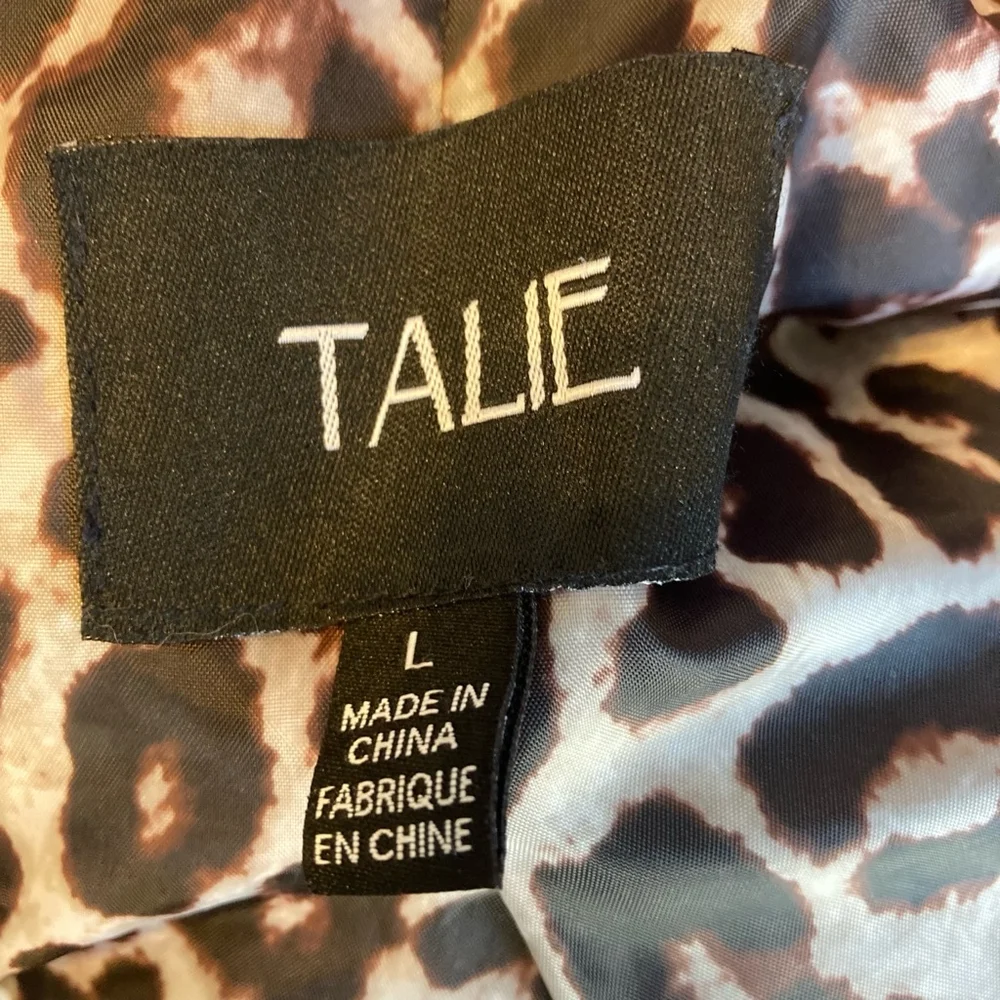 TALIE
L
MADE IN
CHINA
FABRIQUE
EN CHINE